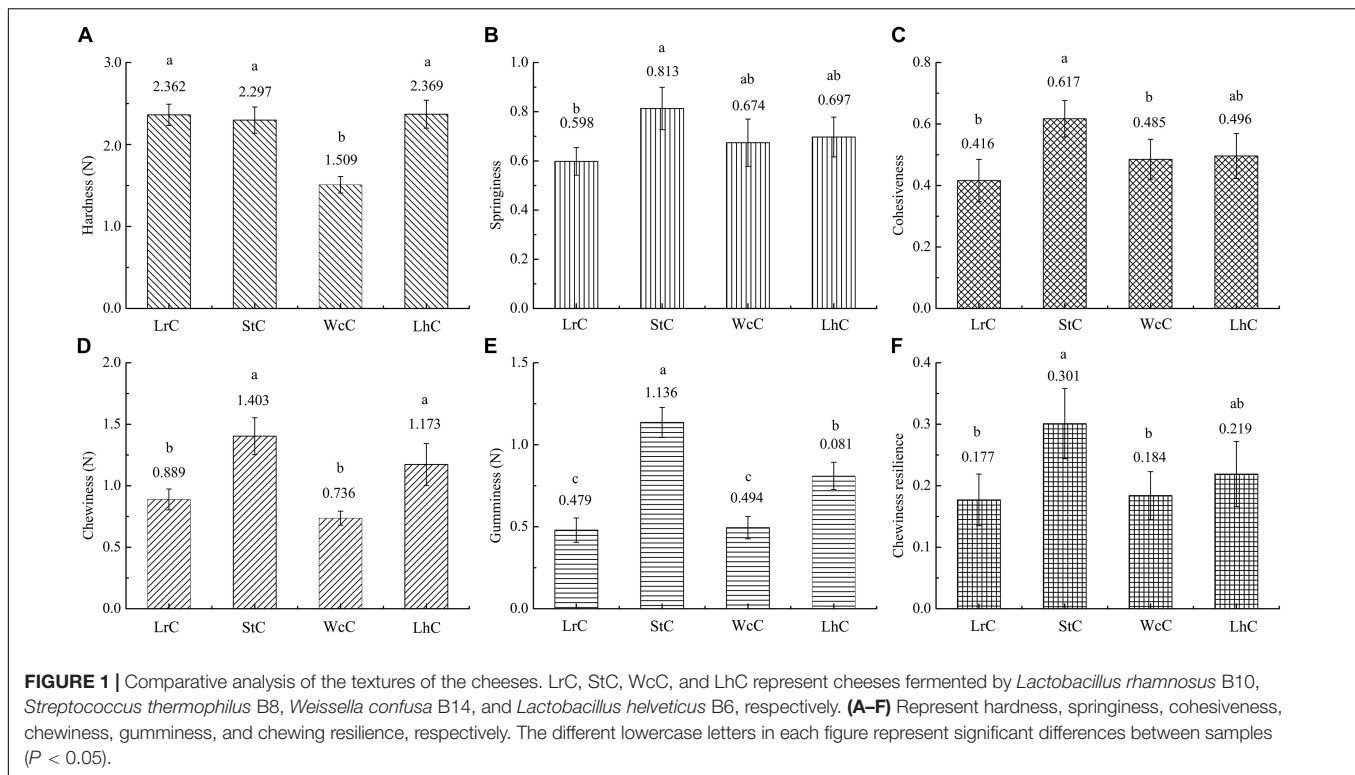 A
Hardness (N)
3.0
2.0
1.0
0.0
a
2.362
a
2.297
b
1.509
a
2.369
LrC StC WcC LhC
B
Springiness
1.0
0.8
0.6
0.4
0.2
0.0
b
0.598
a
0.813
ab
0.674
ab
0.697
LrC StC WcC LhC
C
Cohesiveness
0.8
0.6
0.4
0.2
0.0
b
0.416
a
0.617
b
0.485
ab
0.496
LrC StC WcC LhC
D
Chewiness (N)
2.0
1.5
1.0
0.5
0.0
b
0.889
a
1.403
b
0.736
a
1.173
LrC StC WcC LhC
E
Gumminess (N)
1.5
1.0
0.5
0.0
c
0.479
a
1.136
c
0.494
b
0.081
LrC StC WcC LhC
F
Chewiness resilience
0.4
0.3
0.2
0.1
0.0
b
0.177
a
0.301
b
0.184
ab
0.219
LrC StC WcC LhC
FIGURE 1 | Comparative analysis of the textures of the cheeses. LrC, StC, WcC, and LhC represent cheeses fermented by Lactobacillus rhamnosus B10,
Streptococcus thermophilus B8, Weissella confusa B14, and Lactobacillus helveticus B6, respectively. (A–F) Represent hardness, springiness, cohesiveness,
chewiness, gumminess, and chewing resilience, respectively. The different lowercase letters in each figure represent significant differences between samples
(P < 0.05).